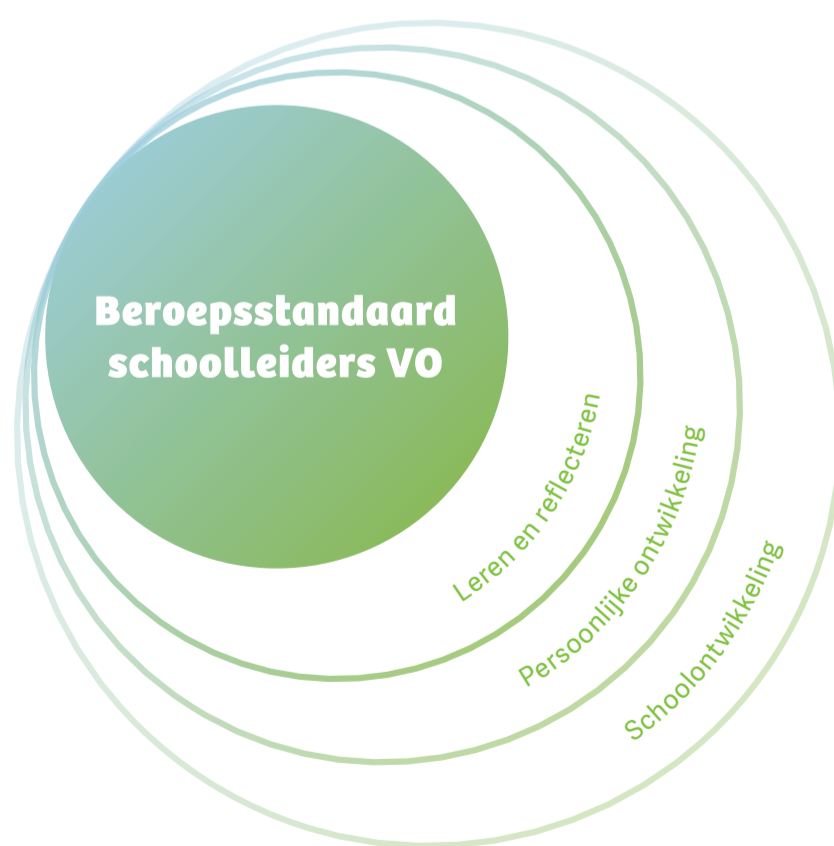 Beroepsstandaard
schoolleiders VO
Leren en reflecteren
Persoonlijke ontwikkeling
Schoolontwikkeling